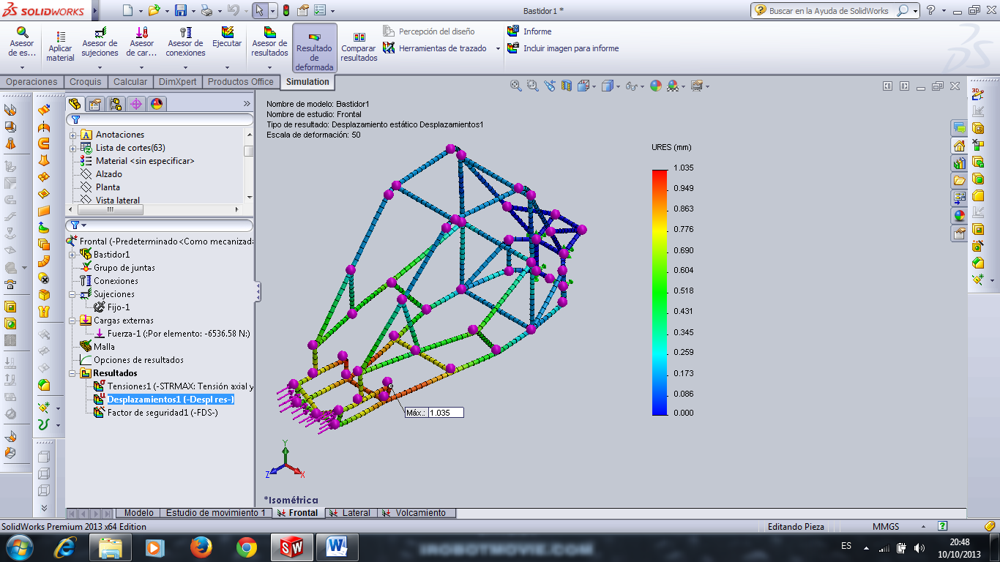 SOLIDWORKS
Bastidor1 *
Buscar en la Ayuda de SolidWorks
Asesor de es...
Aplicar material
Asesor de sujeciones
Asesor de car...
Asesor de conexiones
Ejecutar
Asesor de resultados
Resultado de deformada
Comparar resultados
Percepción del diseño
Herramientas de trazado
Informe
Incluir imagen para informe
Operaciones
Croquis
Calcular
DimXpert
Productos Office
Simulation
Anotaciones
Lista de cortes(63)
Material <sin especificar>
Alzado
Planta
Vista lateral
Frontal (-Predeterminado<Como mecanizad
Bastidor1
Grupo de juntas
Conexiones
Sujeciones
Fijo-1
Cargas externas
Fuerza-1 (:Por elemento: -6536.58 N:)
Malla
Opciones de resultados
Resultados
Tensiones1 (-STRMAX: Tensión axial y
Desplazamientos1 (-Despl res-)
Factor de seguridad1 (-FDS-)
Nombre de modelo: Bastidor1
Nombre de estudio: Frontal
Tipo de resultado: Desplazamiento estático Desplazamientos1
Escala de deformación: 50
URES (mm)
1.035
0.949
0.863
0.776
0.690
0.604
0.518
0.431
0.345
0.259
0.173
0.086
0.000
Máx.: 1.035
Y
Z
X
*Isométrica
Modelo
Estudio de movimiento 1
Frontal
Lateral
Volcamiento
SolidWorks Premium 2013 x64 Edition
Editando Pieza
MMGS
IROBOTMOVIE.COM
ES
20:48
10/10/2013